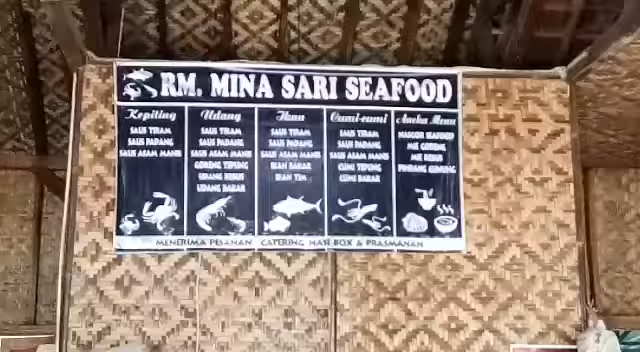 RM. MINA SARI SEAFOOD
Kepiting
SAUS TIRAM
SAUS PADANG
SAUS ASAM MANIS
Udang
SAUS TIRAM
SAUS PADANG
SAUS ASAM MANIS
GORENG TEPUNG
UDANG REBUS
UDANG BAKAR
Ikan
SAUS TIRAM
SAUS PADANG
SAUS ASAM MANIS
IKAN BAKAR
IKAN TIM
Cumi-cumi
SAUS TIRAM
SAUS PADANG
SAUS ASAM MANIS
CUMI TEPUNG
CUMI BAKAR
Aneka Menu
NASGOR SEAFOOD
MIE GORENG
MIE REBUS
PINDANG GUNUNG
MENERIMA PESANAN CATERING NASI BOX & PRASMANAN